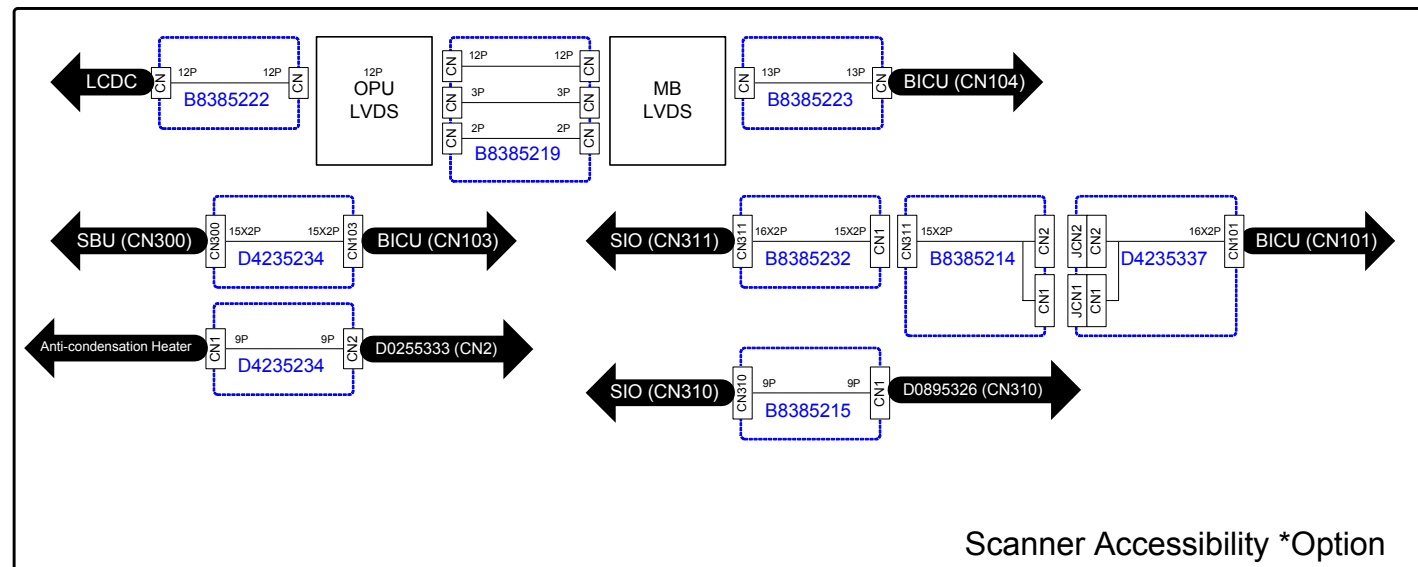 LCDC
CN
12P
12P
CN
B8385222
12P
OPU
LVDS
CN
12P
12P
CN
CN
3P
3P
CN
CN
2P
2P
CN
B8385219
MB
LVDS
CN
13P
13P
CN
B8385223
BICU (CN104)
SBU (CN300)
CN300
15X2P
15X2P
CN103
D4235234
BICU (CN103)
SIO (CN311)
CN311
16X2P
15X2P
CN1
B8385232
CN311
15X2P
CN2
B8385214
CN1
JCN2
CN2
16X2P
CN101
D4235337
JCN1
CN1
BICU (CN101)
Anti-condensation Heater
CN1
9P
9P
CN2
D4235234
D0255333 (CN2)
SIO (CN310)
CN310
9P
9P
CN1
B8385215
D0895326 (CN310)
Scanner Accessibility *Option